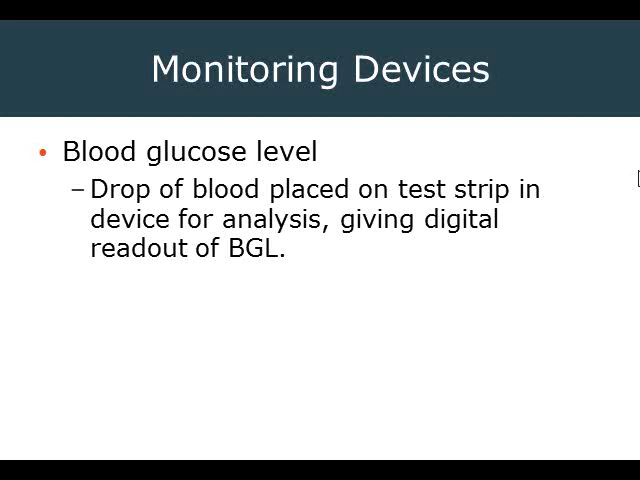 Monitoring Devices
• Blood glucose level
– Drop of blood placed on test strip in
device for analysis, giving digital
readout of BGL.